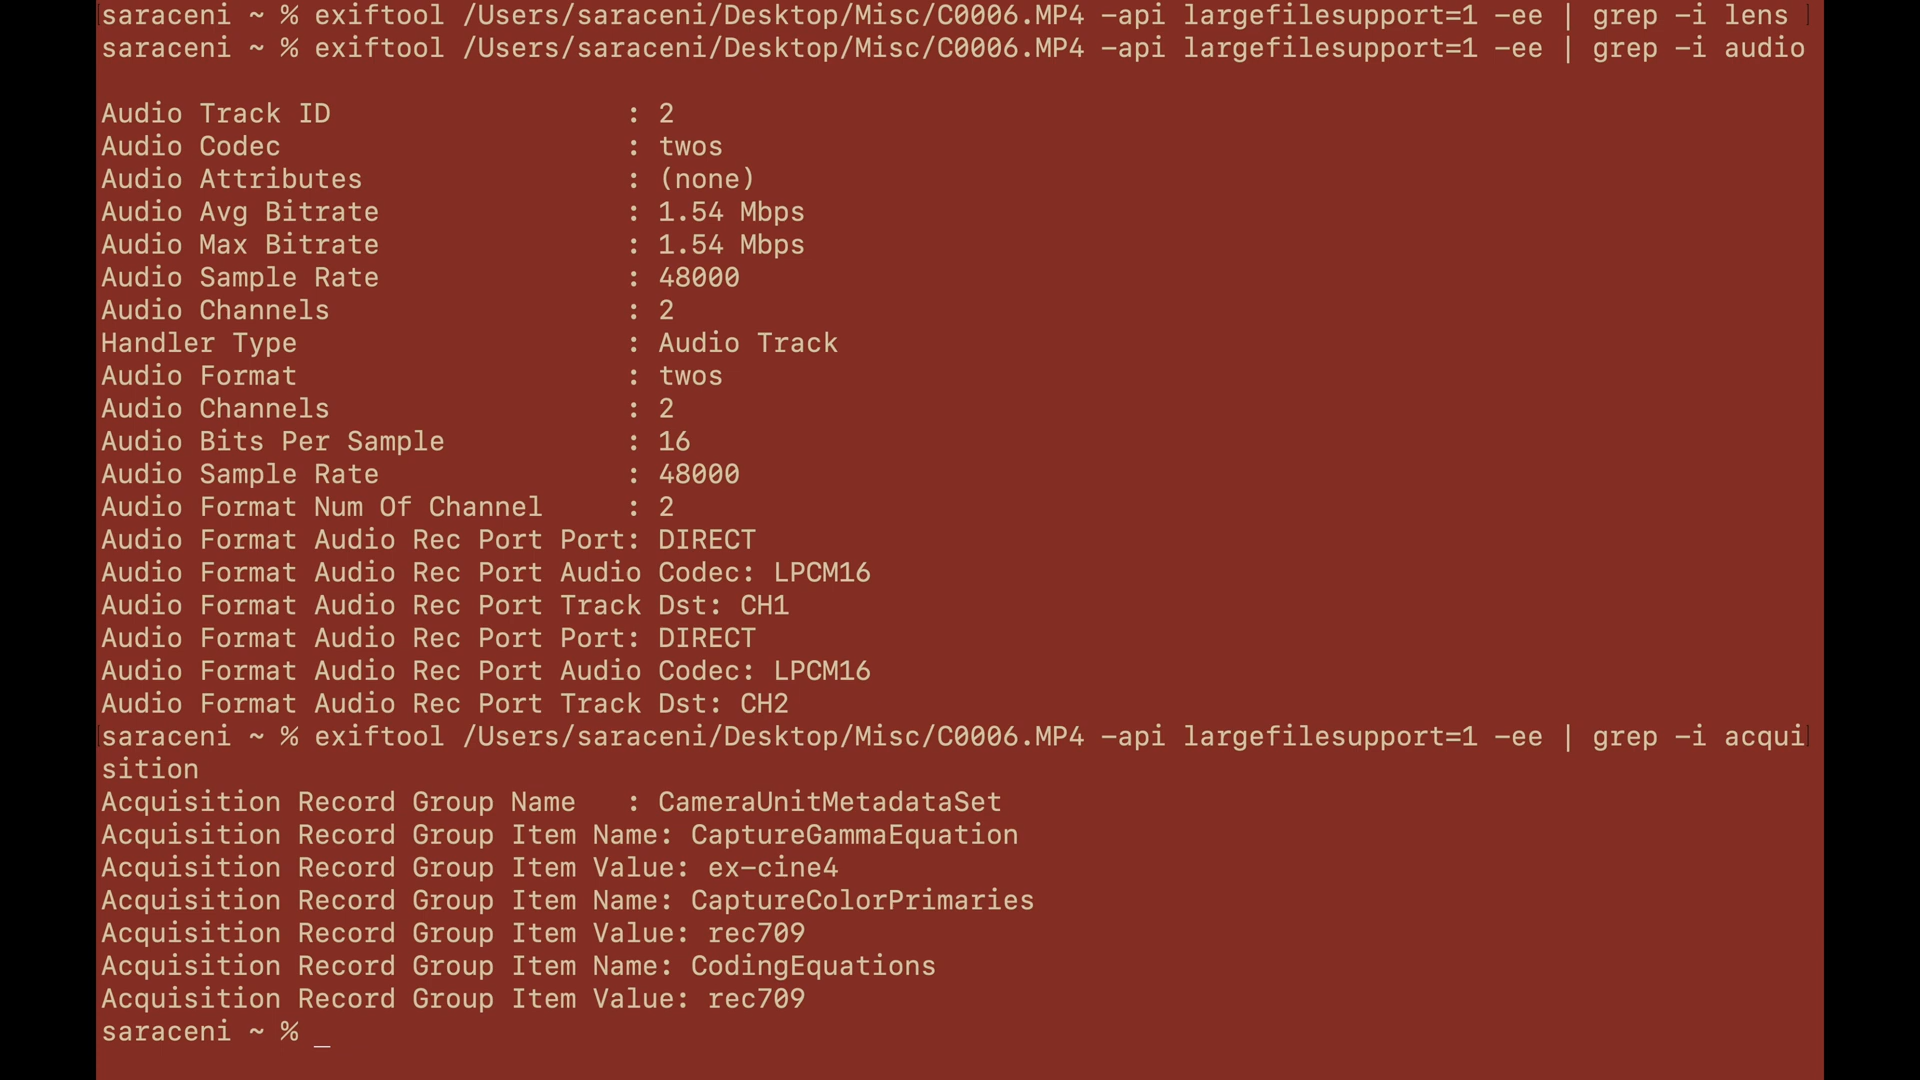 saraceni ~ % exiftool /Users/saraceni/Desktop/Misc/C0006.MP4 -api largefilesupport=1 -ee | grep -i lens
saraceni ~ % exiftool /Users/saraceni/Desktop/Misc/C0006.MP4 -api largefilesupport=1 -ee | grep -i audio
Audio Track ID : 2
Audio Codec : twos
Audio Attributes : (none)
Audio Avg Bitrate : 1.54 Mbps
Audio Max Bitrate : 1.54 Mbps
Audio Sample Rate : 48000
Audio Channels : 2
Handler Type : Audio Track
Audio Format : twos
Audio Channels : 2
Audio Bits Per Sample : 16
Audio Sample Rate : 48000
Audio Format Num Of Channel : 2
Audio Format Audio Rec Port Port: DIRECT
Audio Format Audio Rec Port Audio Codec: LPCM16
Audio Format Audio Rec Port Track Dst: CH1
Audio Format Audio Rec Port Port: DIRECT
Audio Format Audio Rec Port Audio Codec: LPCM16
Audio Format Audio Rec Port Track Dst: CH2
saraceni ~ % exiftool /Users/saraceni/Desktop/Misc/C0006.MP4 -api largefilesupport=1 -ee | grep -i acqui
sition
Acquisition Record Group Name : CameraUnitMetadataSet
Acquisition Record Group Item Name: CaptureGammaEquation
Acquisition Record Group Item Value: ex-cine4
Acquisition Record Group Item Name: CaptureColorPrimaries
Acquisition Record Group Item Value: rec709
Acquisition Record Group Item Name: CodingEquations
Acquisition Record Group Item Value: rec709
saraceni ~ % _